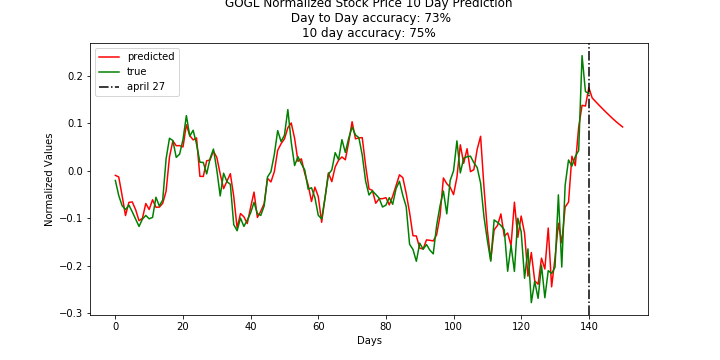 GOGL Normalized Stock Price 10 Day Prediction
Day to Day accuracy: 73%
10 day accuracy: 75%
predicted
true
april 27
Normalized Values
0.2
0.1
0.0
−0.1
−0.2
−0.3
0 20 40 60 80 100 120 140
Days